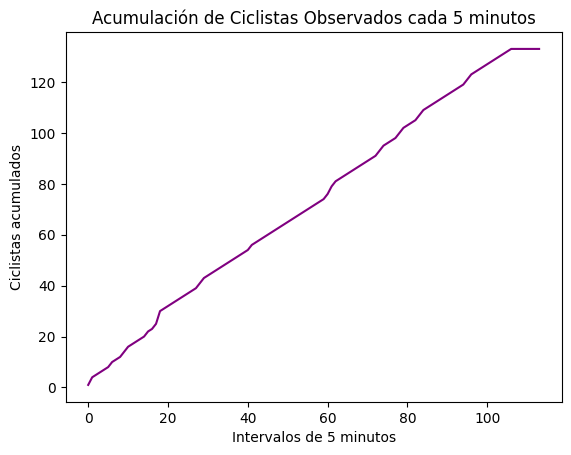 Acumulación de Ciclistas Observados cada 5 minutos
Ciclistas acumulados
120
100
80
60
40
20
0
0 20 40 60 80 100
Intervalos de 5 minutos